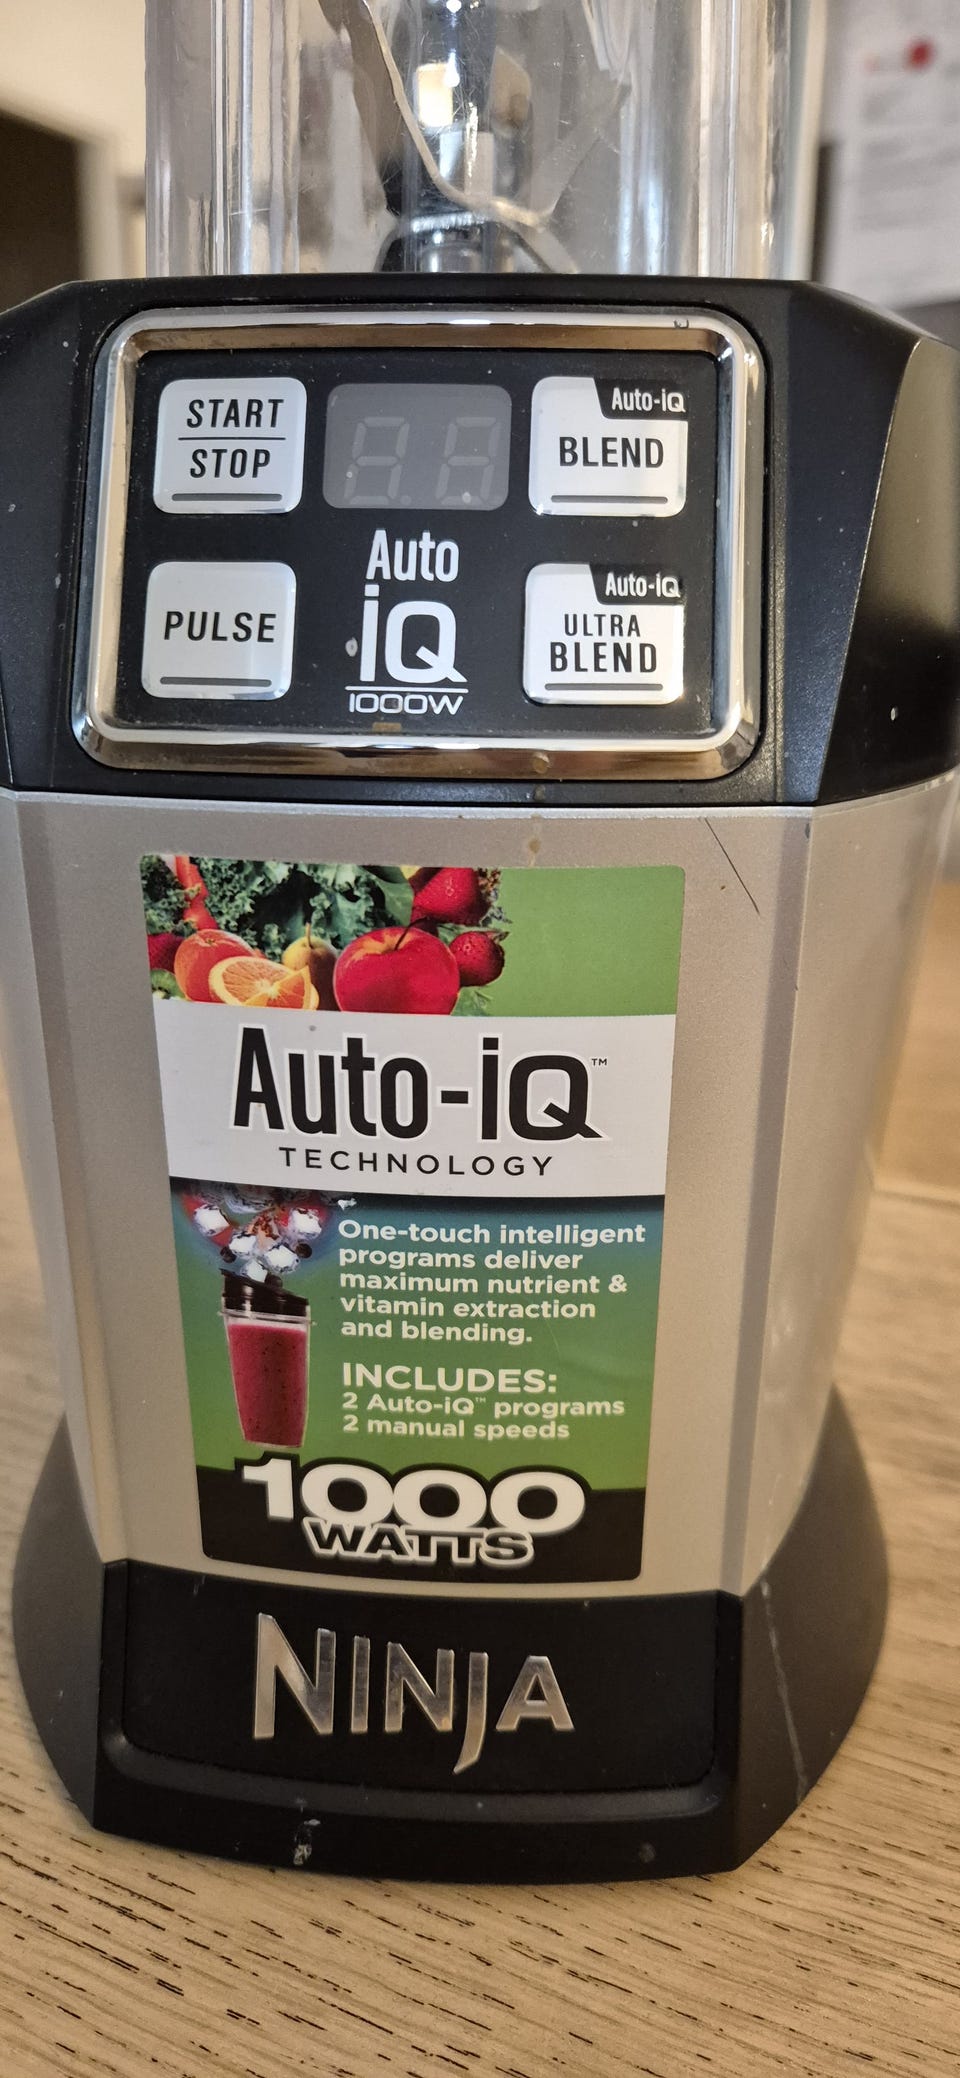 START
STOP
Auto-iQ
BLEND
PULSE
Auto
iQ
1000W
Auto-iQ
ULTRA
BLEND
Auto-iQ™
TECHNOLOGY
One-touch intelligent
programs deliver
maximum nutrient &
vitamin extraction
and blending.
INCLUDES:
2 Auto-iQ™ programs
2 manual speeds
1000
WATTS
NINJA